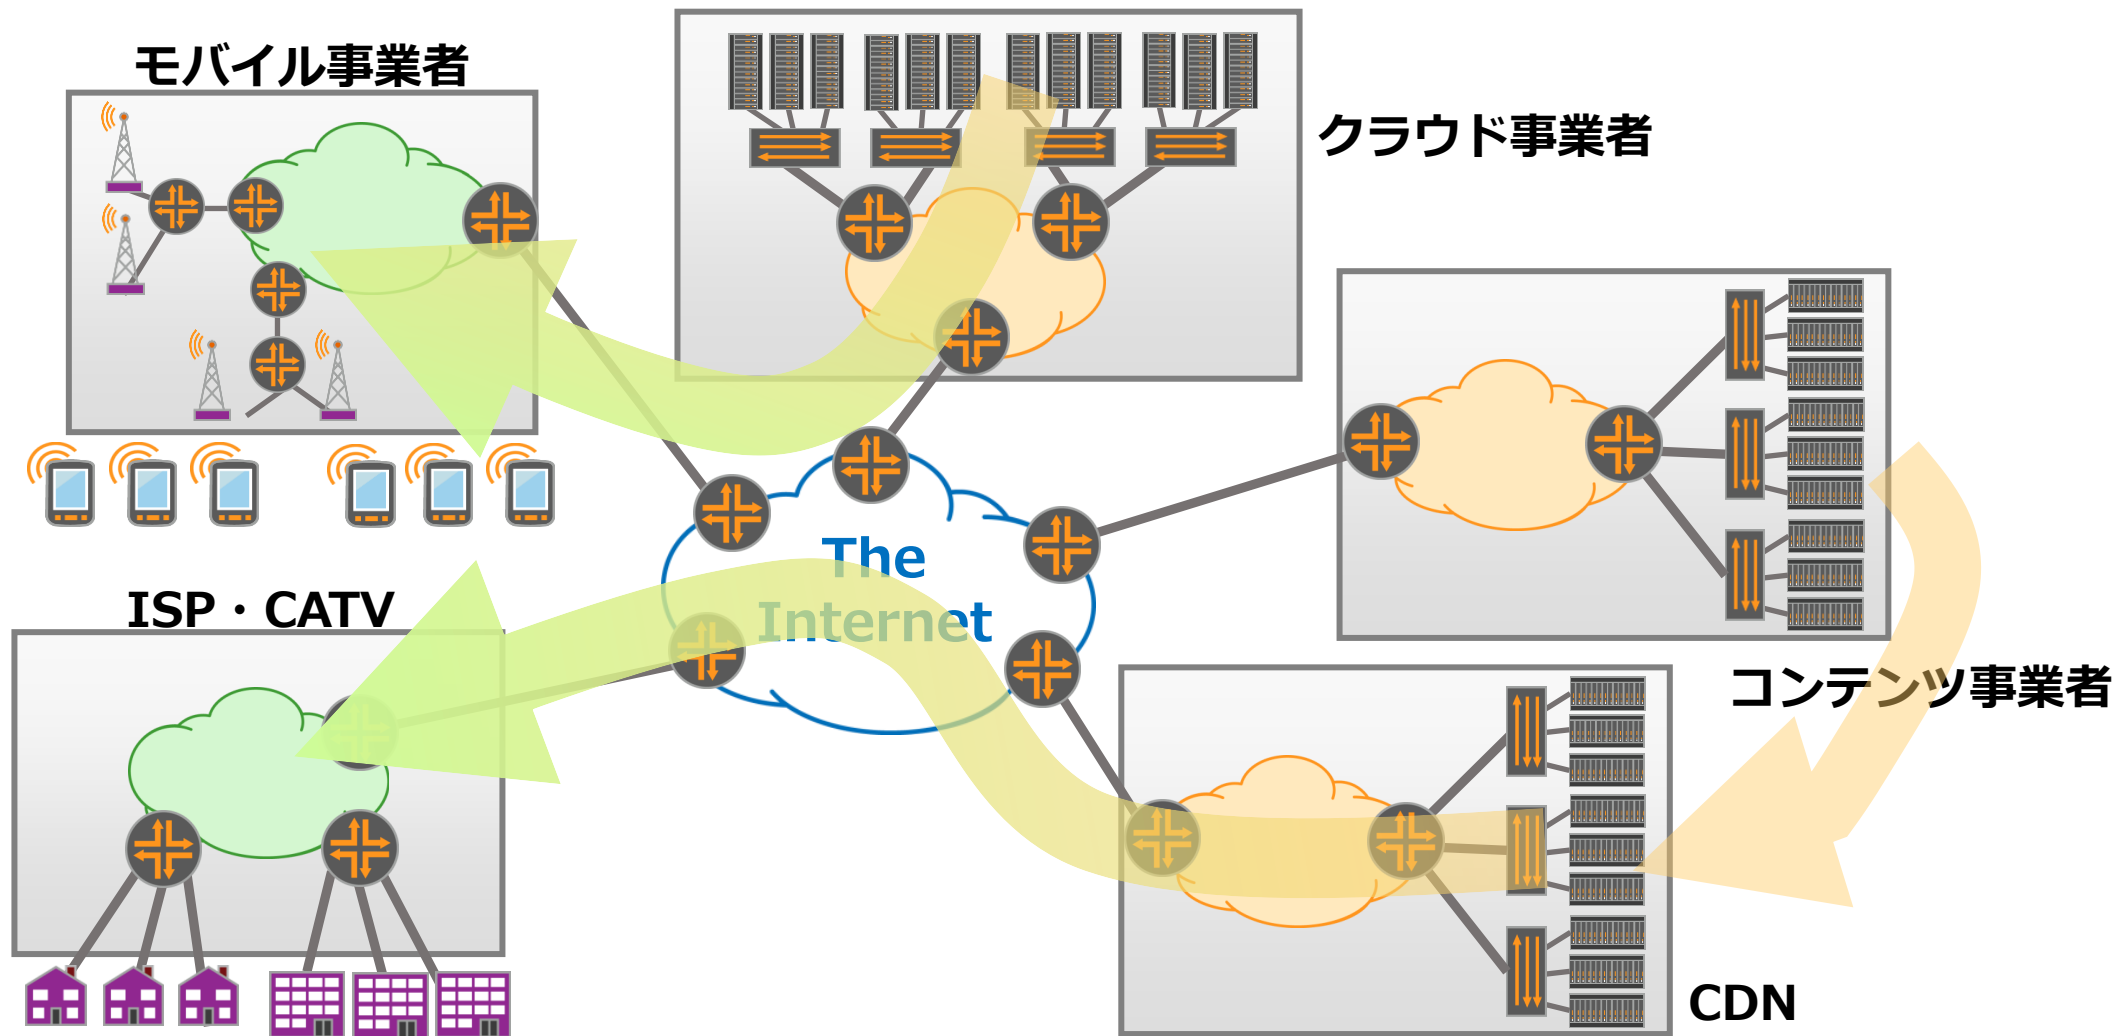 モバイル事業者
クラウド事業者
The
Internet
ISP・CATV
コンテンツ事業者
CDN